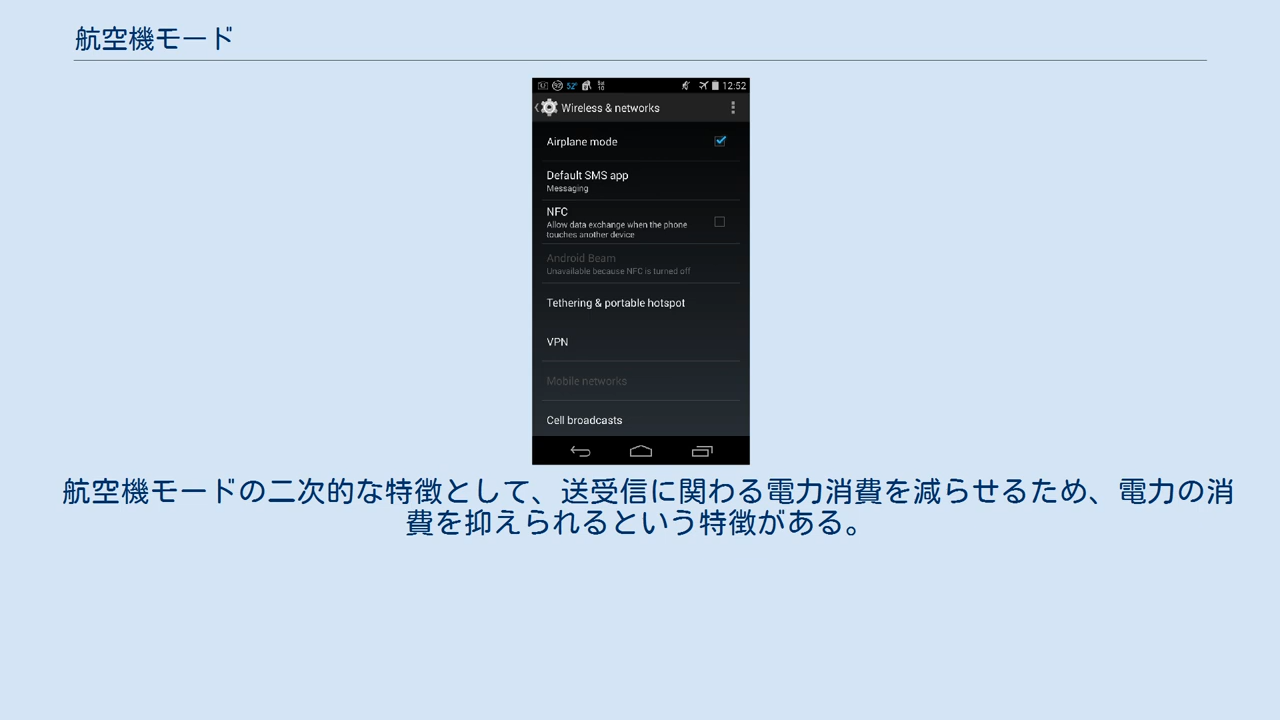 航空機モード
52° 12:52
Wireless & networks
Airplane mode
Default SMS app
Messaging
NFC
Allow data exchange when the phone
touches another device
Android Beam
Unavailable because NFC is turned off
Tethering & portable hotspot
VPN
Mobile networks
Cell broadcasts
航空機モードの二次的な特徴として、送受信に関わる電力消費を減らせるため、電力の消
費を抑えられるという特徴がある。